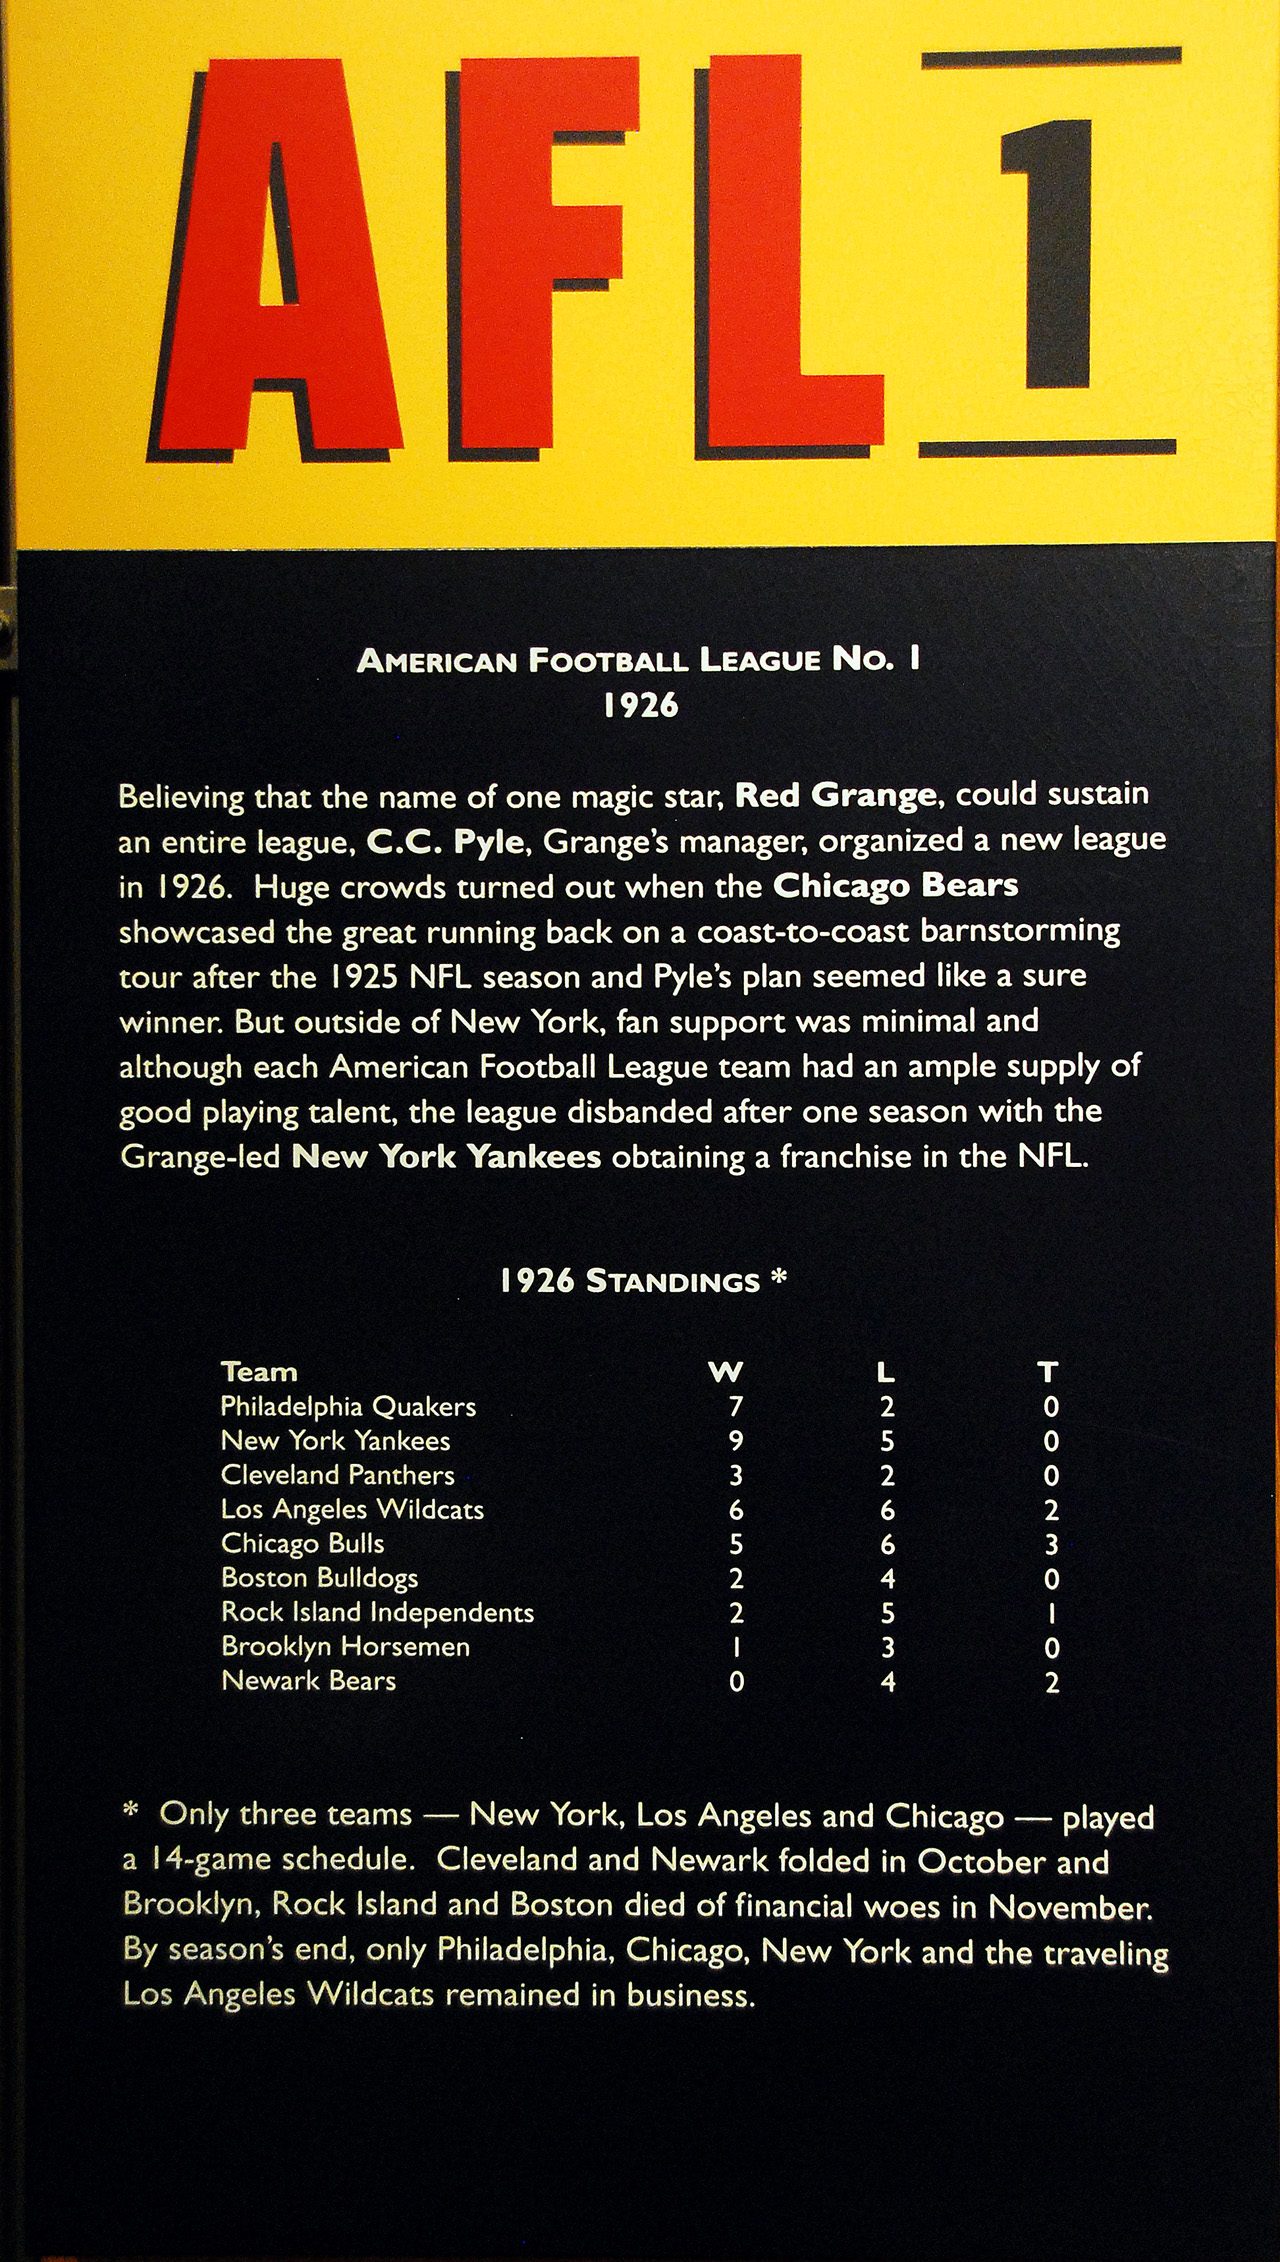 AFL 1
American Football League No. 1
1926
Believing that the name of one magic star, Red Grange, could sustain
an entire league, C.C. Pyle, Grange's manager, organized a new league
in 1926. Huge crowds turned out when the Chicago Bears
showcased the great running back on a coast-to-coast barnstorming
tour after the 1925 NFL season and Pyle's plan seemed like a sure
winner. But outside of New York, fan support was minimal and
although each American Football League team had an ample supply of
good playing talent, the league disbanded after one season with the
Grange-led New York Yankees obtaining a franchise in the NFL.
1926 Standings *
Team W L T
Philadelphia Quakers 7 2 0
New York Yankees 9 5 0
Cleveland Panthers 3 2 0
Los Angeles Wildcats 6 6 2
Chicago Bulls 5 6 3
Boston Bulldogs 2 4 0
Rock Island Independents 2 5 1
Brooklyn Horsemen 1 3 0
Newark Bears 0 4 2
* Only three teams — New York, Los Angeles and Chicago — played
a 14-game schedule. Cleveland and Newark folded in October and
Brooklyn, Rock Island and Boston died of financial woes in November.
By season's end, only Philadelphia, Chicago, New York and the traveling
Los Angeles Wildcats remained in business.